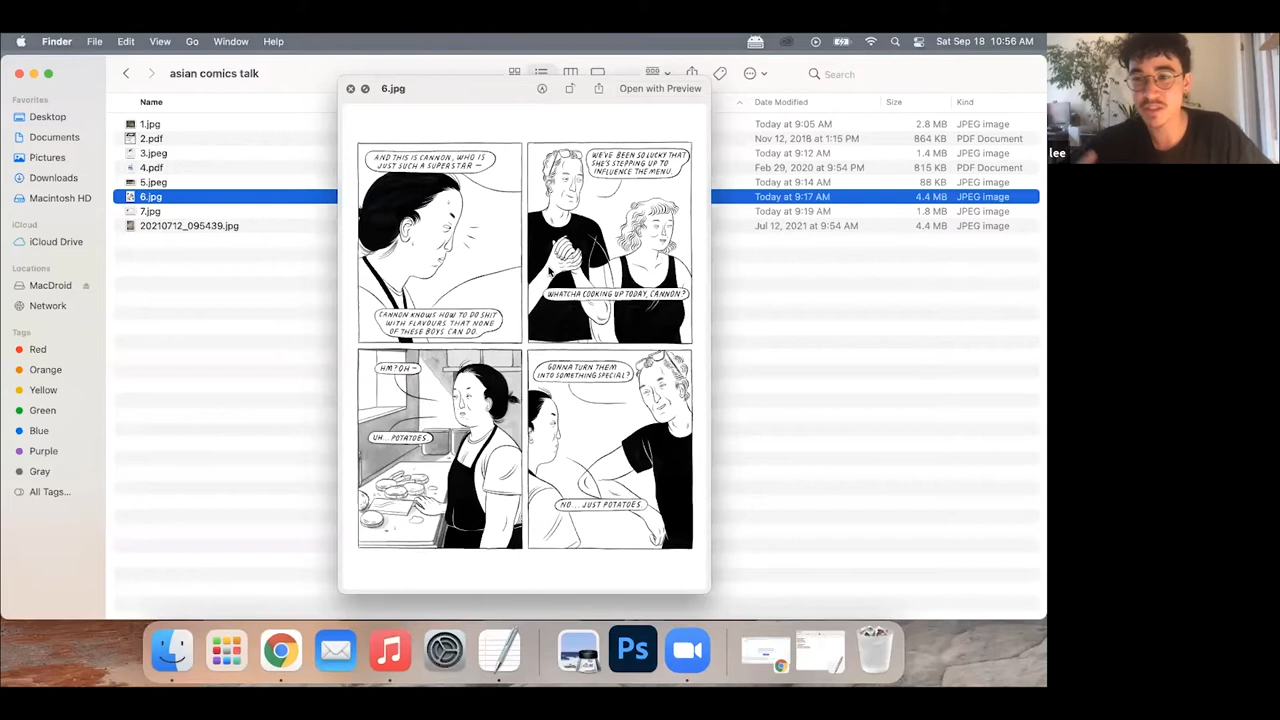 Finder File Edit View Go Window Help
Sat Sep 18 10:56 AM
asian comics talk
Search
Favorites
Desktop
Documents
Pictures
Downloads
Macintosh HD
iCloud
iCloud Drive
Locations
MacDroid
Network
Tags
Red
Orange
Yellow
Green
Blue
Purple
Gray
All Tags...
Name
1.jpg
2.pdf
3.jpeg
4.pdf
5.jpeg
6.jpg
7.jpg
20210712_095439.jpg
6.jpg
Open with Preview
AND THIS IS CANNON, WHO IS
JUST SUCH A SUPERSTAR —
CANNON KNOWS HOW TO DO SHIT
WITH FLAVOURS THAT NONE
OF THESE BOYS CAN DO.
WE'VE BEEN SO LUCKY THAT
SHE'S STEPPING UP TO
INFLUENCE THE MENU.
WHATCHA COOKING UP TODAY, CANNON?
HM? OH —
UH... POTATOES.
GONNA TURN THEM
INTO SOMETHING SPECIAL?
NO... JUST POTATOES.
Date Modified Size Kind
Today at 9:05 AM 2.8 MB JPEG image
Nov 12, 2018 at 1:15 PM 864 KB PDF Document
Today at 9:12 AM 1.4 MB JPEG image
Feb 29, 2020 at 9:54 PM 815 KB PDF Document
Today at 9:14 AM 88 KB JPEG image
Today at 9:17 AM 4.4 MB JPEG image
Today at 9:19 AM 1.8 MB JPEG image
Jul 12, 2021 at 9:54 AM 4.4 MB JPEG image
Ps
lee